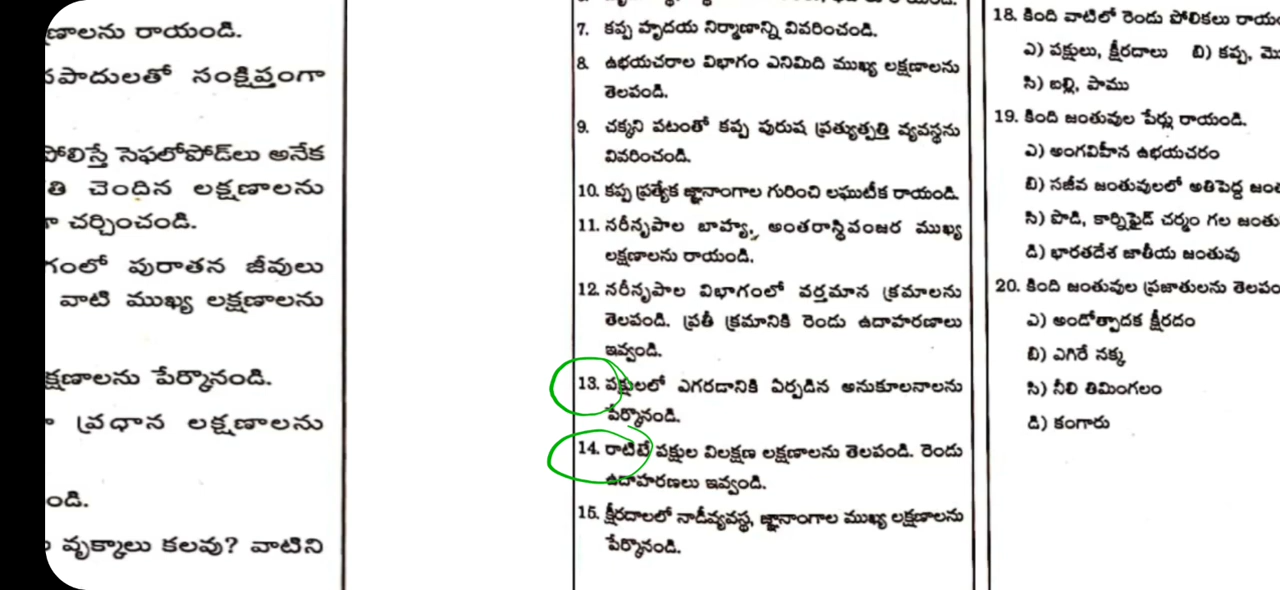 ణాలను రాయండి.
సపాదులతో సంక్షిప్తంగా
పోలిస్తే సెఫలోపోడ్‌లు అనేక
తి చెందిన లక్షణాలను
చర్చించండి.
గంలో పురాతన జీవులు
వాటి ముఖ్య లక్షణాలను
క్షణాలను పేర్కొనండి.
ప్రధాన లక్షణాలను
ండి.
వృక్కాలు కలవు? వాటిని
7. కప్ప హృదయ నిర్మాణాన్ని వివరించండి.
8. ఉభయచరాల విభాగం ఎనిమిది ముఖ్య లక్షణాలను
తెలపండి.
9. చక్కని పటంతో కప్ప పురుష ప్రత్యుత్పత్తి వ్యవస్థను
వివరించండి.
10. కప్ప ప్రత్యేక జ్ఞానాంగాల గురించి లఘుటీక రాయండి.
11. సరీసృపాల బాహ్య, అంతరాస్థిపంజర ముఖ్య
లక్షణాలను రాయండి.
12. సరీసృపాల విభాగంలో వర్తమాన క్రమాలను
తెలపండి. ప్రతీ క్రమానికి రెండు ఉదాహరణాలు
ఇవ్వండి.
13. పక్షులలో ఎగరడానికి ఏర్పడిన అనుకూలనాలను
పేర్కొనండి.
14. రాటిటే పక్షుల విలక్షణ లక్షణాలను తెలపండి. రెండు
ఉదాహరణలు ఇవ్వండి.
15. క్షీరదాలలో నాడీవ్యవస్థ, జ్ఞానాంగాల ముఖ్య లక్షణాలను
పేర్కొనండి.
18. కింది వాటిలో రెండు పోలికలు రాయం
ఎ) పక్షులు, క్షీరదాలు బి) కప్ప, మొ
సి) బల్లి, పాము
19. కింది జంతువుల పేర్లు రాయండి.
ఎ) అంగవిహీన ఉభయచరం
బి) సజీవ జంతువులలో అతిపెద్ద జంత
సి) పొడి, కార్నిఫైడ్ చర్మం గల జంతు
డి) భారతదేశ జాతీయ జంతువు
20. కింది జంతువుల ప్రజాతులను తెలపం
ఎ) అండోత్పాదక క్షీరదం
బి) ఎగిరే నక్క
సి) నీలి తిమింగలం
డి) కంగారు